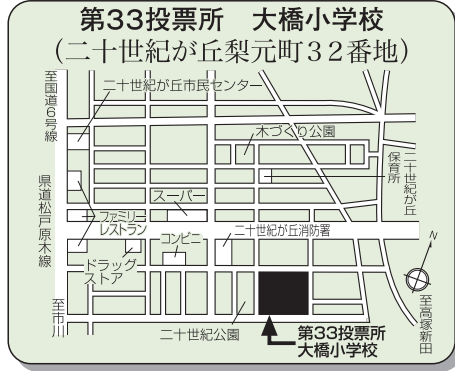 第33投票所　大橋小学校
(二十世紀が丘梨元町32番地)
至国道6号線
二十世紀が丘市民センター
木づくり公園
二十世紀が丘
保育所
県道松戸原木線
スーパー
ファミリー
レストラン
コンビニ
二十世紀が丘消防署
N
ドラッグ
ストア
至市川
至高塚新田
二十世紀公園
第33投票所
大橋小学校